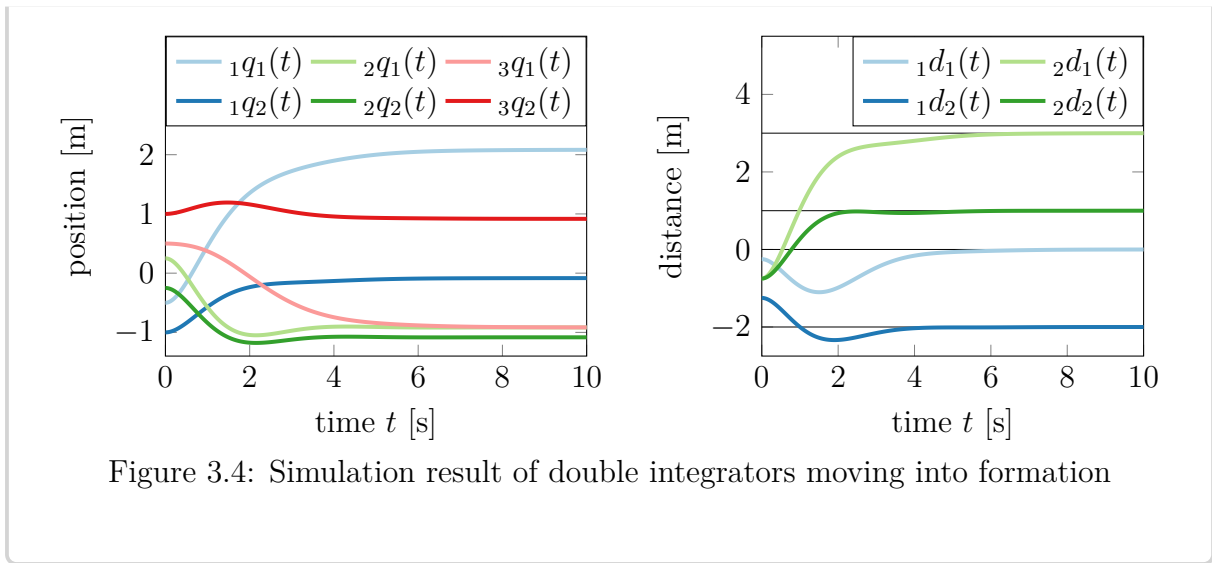 ₁q₁(t) ₂q₁(t) ₃q₁(t)
₁q₂(t) ₂q₂(t) ₃q₂(t)
position [m]
2
1
0
−1
0 2 4 6 8 10
time t [s]
₁d₁(t) ₂d₁(t)
₁d₂(t) ₂d₂(t)
distance [m]
4
2
0
−2
0 2 4 6 8 10
time t [s]
Figure 3.4: Simulation result of double integrators moving into formation